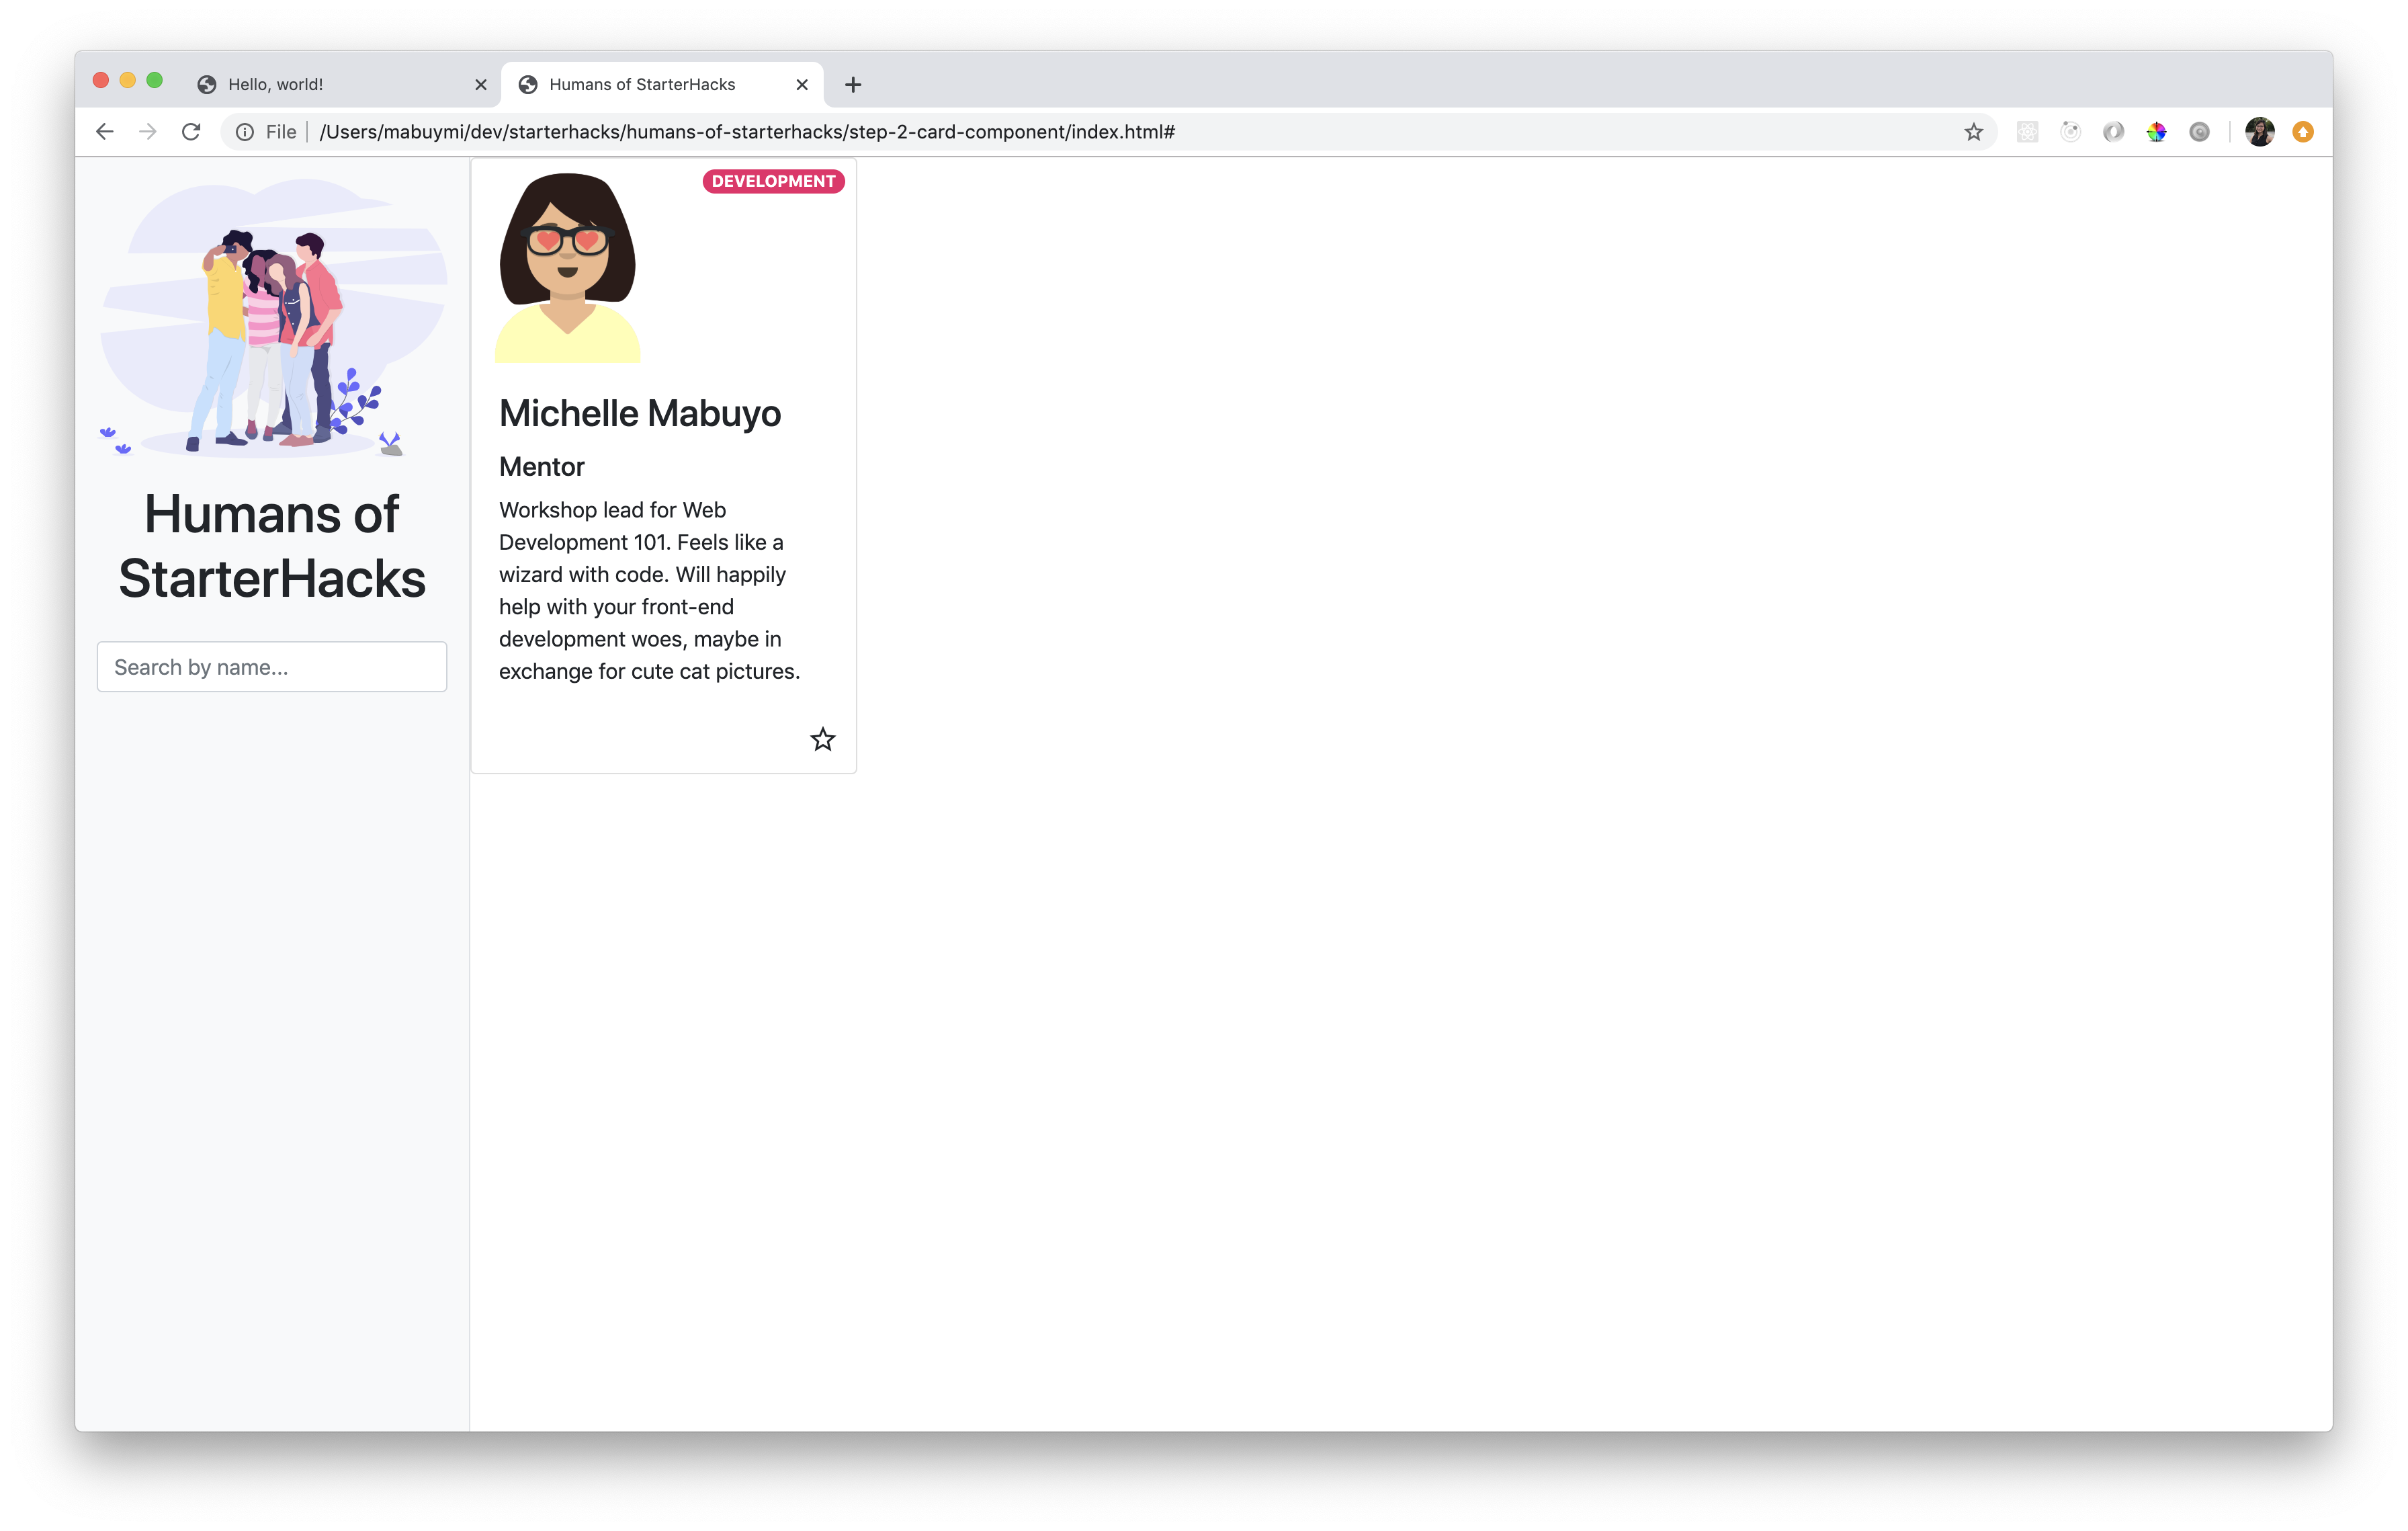 Hello, world!
Humans of StarterHacks
File
/Users/mabuymi/dev/starterhacks/humans-of-starterhacks/step-2-card-component/index.html#
Humans of
StarterHacks
Search by name...
DEVELOPMENT
Michelle Mabuyo
Mentor
Workshop lead for Web
Development 101. Feels like a
wizard with code. Will happily
help with your front-end
development woes, maybe in
exchange for cute cat pictures.